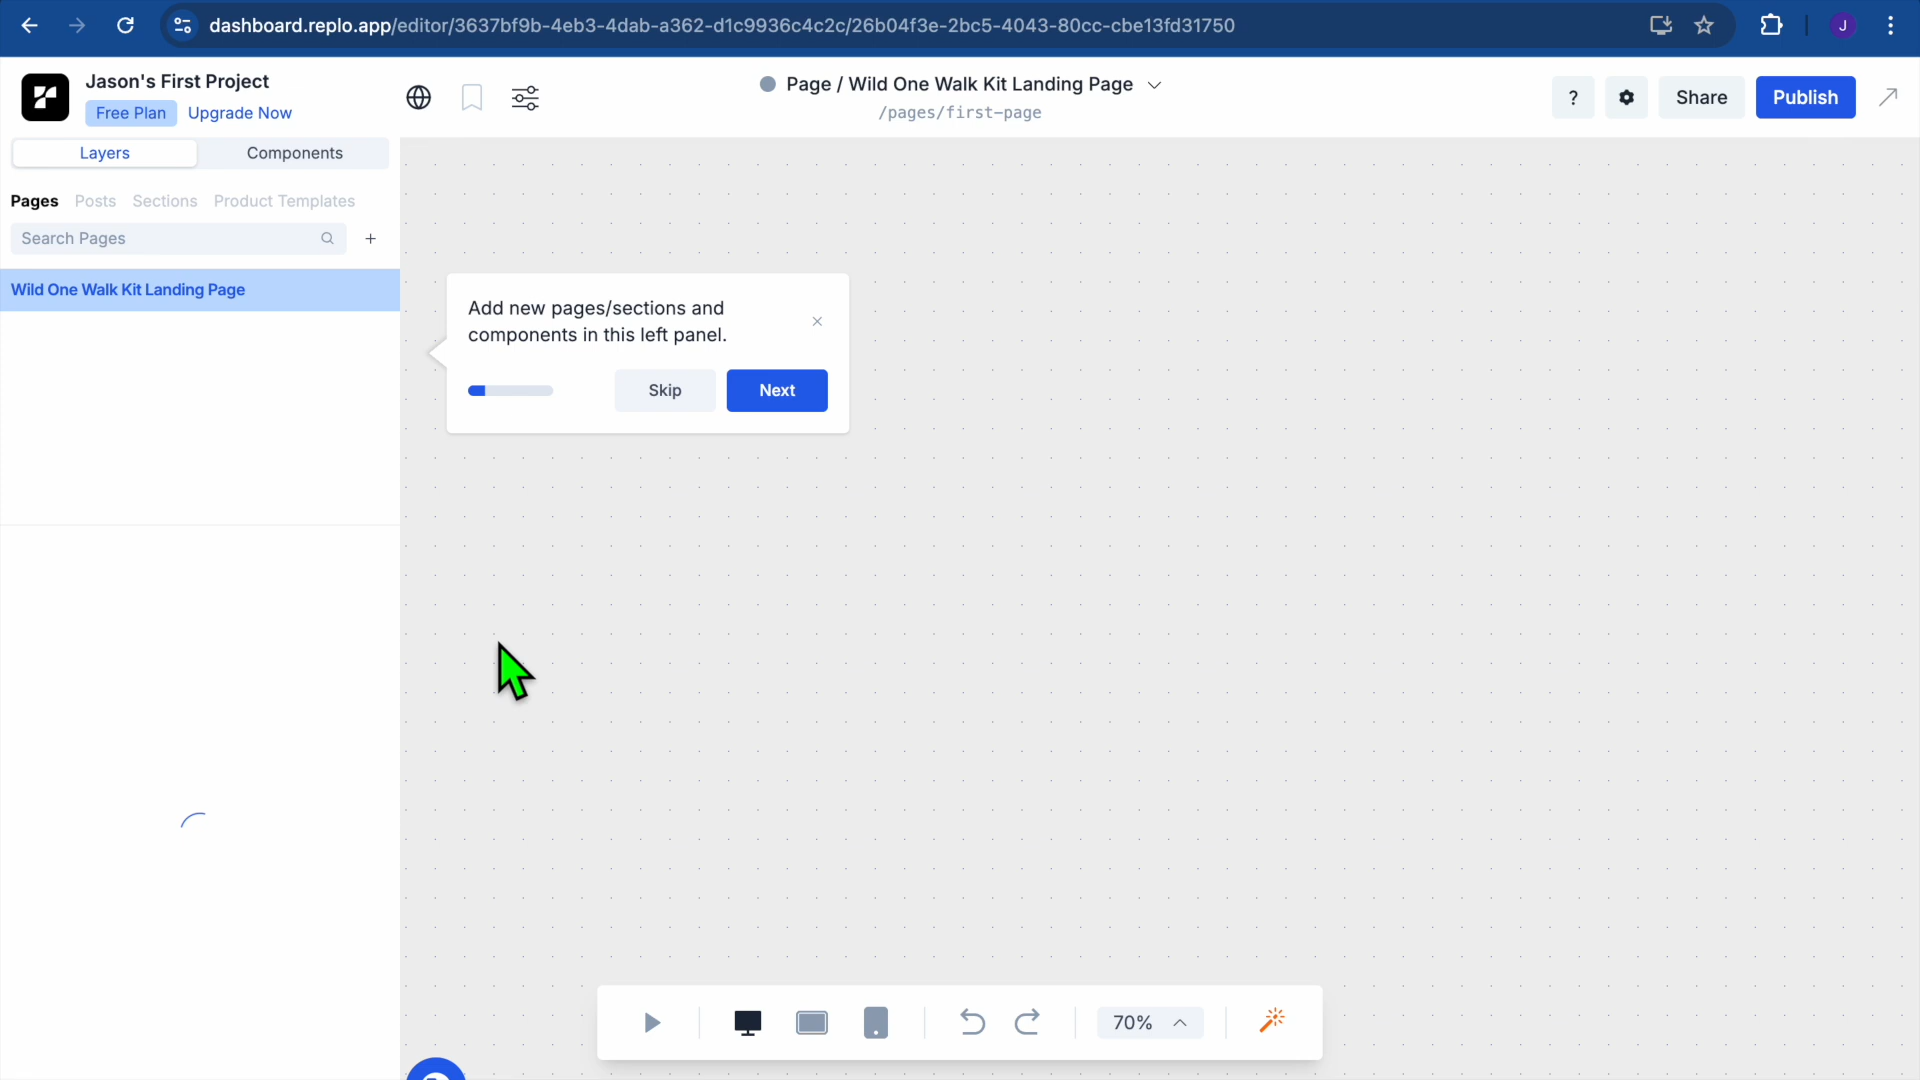 dashboard.replo.app/editor/3637bf9b-4eb3-4dab-a362-d1c9936c4c2c/26b04f3e-2bc5-4043-80cc-cbe13fd31750
J
Jason's First Project
Free Plan
Upgrade Now
Page / Wild One Walk Kit Landing Page
/pages/first-page
?
Share
Publish
Layers
Components
Pages
Posts
Sections
Product Templates
Search Pages
+
Wild One Walk Kit Landing Page
Add new pages/sections and
components in this left panel.
Skip
Next
70%